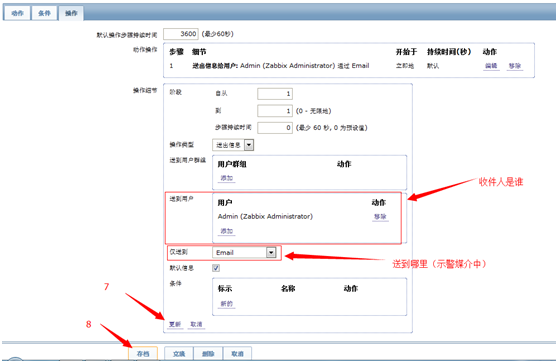 动作 条件 操作
默认操作步骤持续时间 3600 (最少60秒)
动作操作 步骤 细节 开始于 持续时间(秒) 动作
1 送出信息给用户: Admin (Zabbix Administrator) 通过 Email 立即地 默认 编辑 移除
操作细节 阶段 自从 1
到 1 (0 - 无限地)
步骤持续时间 0 (最少 60 秒, 0 为预设值)
操作类型 送出信息
送到用户群组 用户群组 动作
添加
收件人是谁
送到用户 用户 动作
Admin (Zabbix Administrator) 移除
添加
仅送到 Email
送到哪里（示警媒介中）
默认信息
条件 标示 名称 动作
新的
7
更新 取消
8
存档 克隆 删除 取消